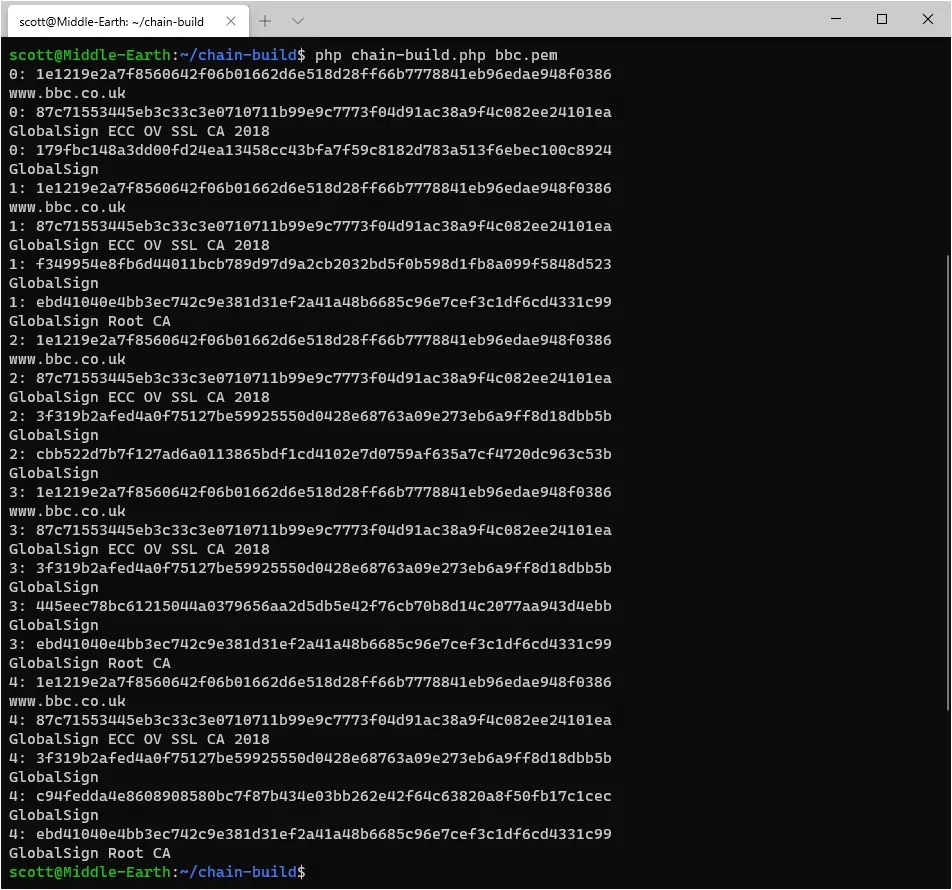 scott@Middle-Earth: ~/chain-build
scott@Middle-Earth:~/chain-build$ php chain-build.php bbc.pem
0: 1e1219e2a7f8560642f06b01662d6e518d28ff66b7778841eb96edae948f0386
www.bbc.co.uk
0: 87c71553445eb3c33c3e0710711b99e9c7773f04d91ac38a9f4c082ee24101ea
GlobalSign ECC OV SSL CA 2018
0: 179fbc148a3dd00fd24ea13458cc43bfa7f59c8182d783a513f6ebec100c8924
GlobalSign
1: 1e1219e2a7f8560642f06b01662d6e518d28ff66b7778841eb96edae948f0386
www.bbc.co.uk
1: 87c71553445eb3c33c3e0710711b99e9c7773f04d91ac38a9f4c082ee24101ea
GlobalSign ECC OV SSL CA 2018
1: f349954e8fb6d44011bcb789d97d9a2cb2032bd5f0b598d1fb8a099f5848d523
GlobalSign
1: ebd41040e4bb3ec742c9e381d31ef2a41a48b6685c96e7cef3c1df6cd4331c99
GlobalSign Root CA
2: 1e1219e2a7f8560642f06b01662d6e518d28ff66b7778841eb96edae948f0386
www.bbc.co.uk
2: 87c71553445eb3c33c3e0710711b99e9c7773f04d91ac38a9f4c082ee24101ea
GlobalSign ECC OV SSL CA 2018
2: 3f319b2afed4a0f75127be59925550d0428e68763a09e273eb6a9ff8d18dbb5b
GlobalSign
2: cbb522d7b7f127ad6a0113865bdf1cd4102e7d0759af635a7cf4720dc963c53b
GlobalSign
3: 1e1219e2a7f8560642f06b01662d6e518d28ff66b7778841eb96edae948f0386
www.bbc.co.uk
3: 87c71553445eb3c33c3e0710711b99e9c7773f04d91ac38a9f4c082ee24101ea
GlobalSign ECC OV SSL CA 2018
3: 3f319b2afed4a0f75127be59925550d0428e68763a09e273eb6a9ff8d18dbb5b
GlobalSign
3: 445eec78bc61215044a0379656aa2d5db5e42f76cb70b8d14c2077aa943d4ebb
GlobalSign
3: ebd41040e4bb3ec742c9e381d31ef2a41a48b6685c96e7cef3c1df6cd4331c99
GlobalSign Root CA
4: 1e1219e2a7f8560642f06b01662d6e518d28ff66b7778841eb96edae948f0386
www.bbc.co.uk
4: 87c71553445eb3c33c3e0710711b99e9c7773f04d91ac38a9f4c082ee24101ea
GlobalSign ECC OV SSL CA 2018
4: 3f319b2afed4a0f75127be59925550d0428e68763a09e273eb6a9ff8d18dbb5b
GlobalSign
4: c94fedda4e8608908580bc7f87b434e03bb262e42f64c63820a8f50fb17c1cec
GlobalSign
4: ebd41040e4bb3ec742c9e381d31ef2a41a48b6685c96e7cef3c1df6cd4331c99
GlobalSign Root CA
scott@Middle-Earth:~/chain-build$